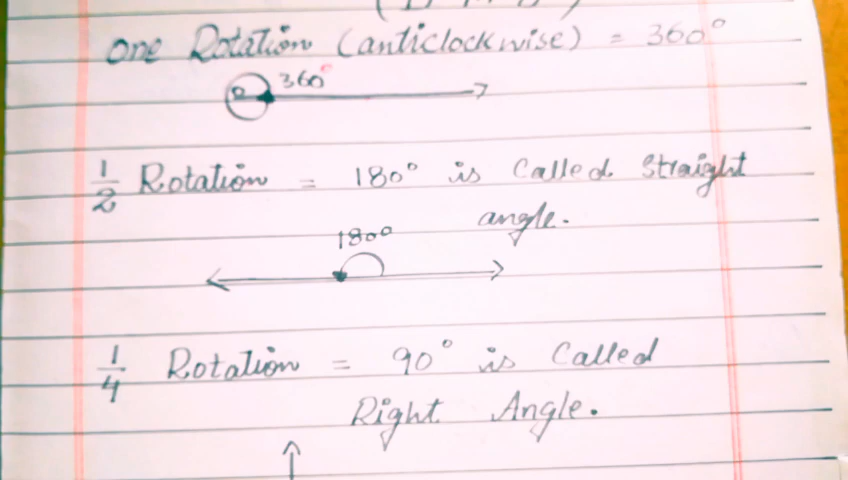 one Rotation (anticlockwise) = 360°
360°
1/2 Rotation = 180° is Called Straight
angle.
180°
1/4 Rotation = 90° is Called
Right Angle.